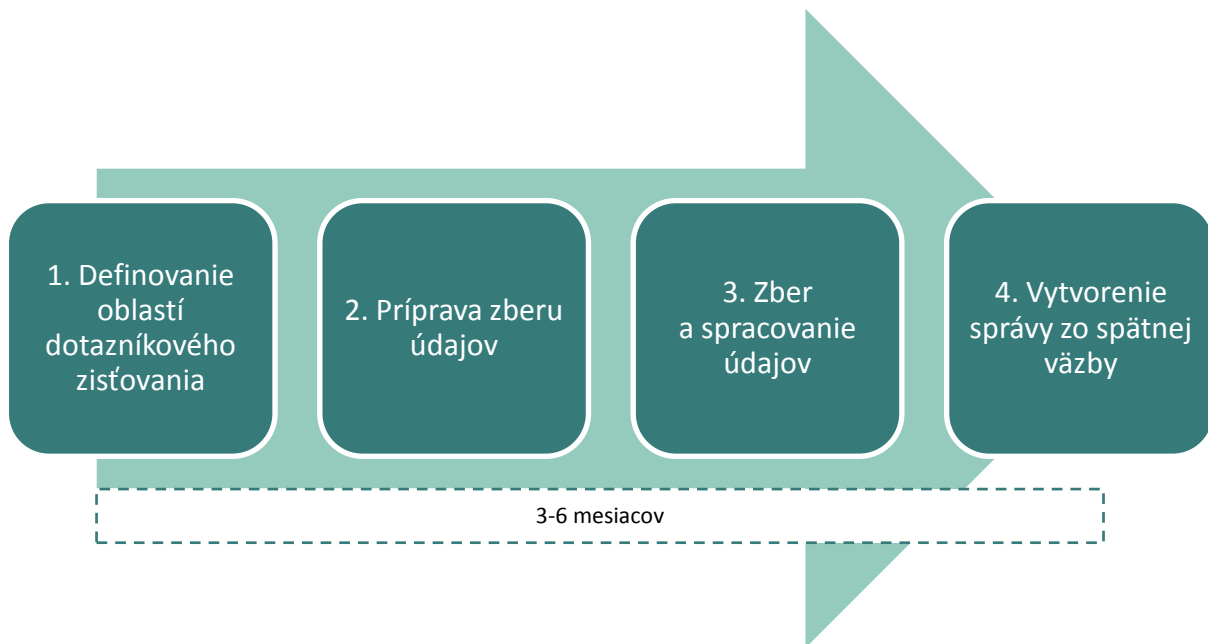 1. Definovanie
oblastí
dotazníkového
zisťovania
2. Príprava zberu
údajov
3. Zber
a spracovanie
údajov
4. Vytvorenie
správy zo spätnej
väzby
3-6 mesiacov